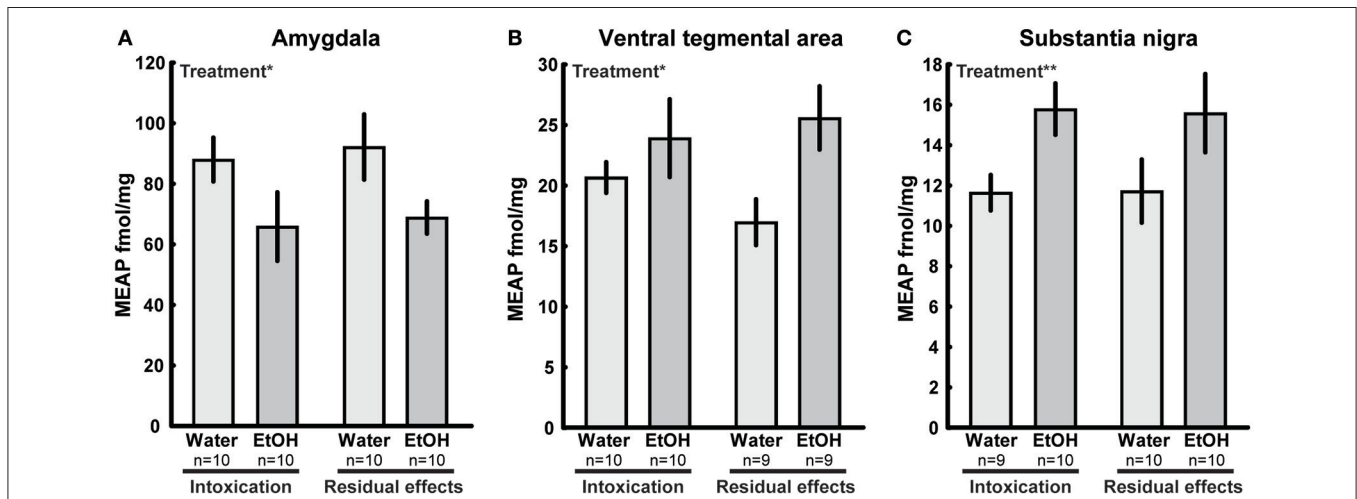 A Amygdala
Treatment*
MEAP fmol/mg
120
100
80
60
40
20
0
Water EtOH Water EtOH
n=10 n=10 n=10 n=10
Intoxication Residual effects
B Ventral tegmental area
Treatment*
MEAP fmol/mg
30
25
20
15
10
5
0
Water EtOH Water EtOH
n=10 n=10 n=9 n=9
Intoxication Residual effects
C Substantia nigra
Treatment**
MEAP frnol/mg
18
16
14
12
10
8
6
4
2
0
Water EtOH Water EtOH
n=9 n=10 n=10 n=10
Intoxication Residual effects